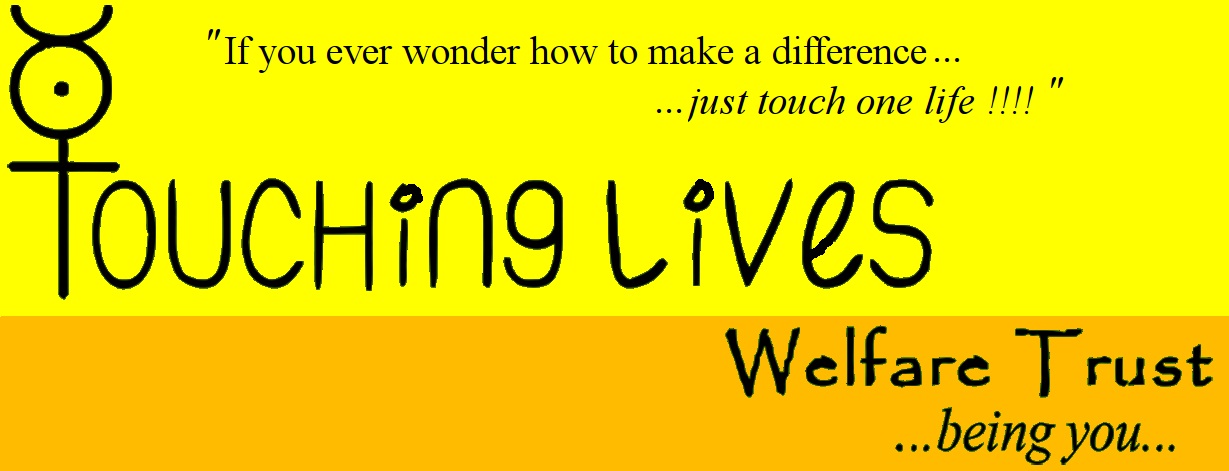 "If you ever wonder how to make a difference...
...just touch one life !!!! "
TOUCHing Lives
Welfare Trust
...being you...